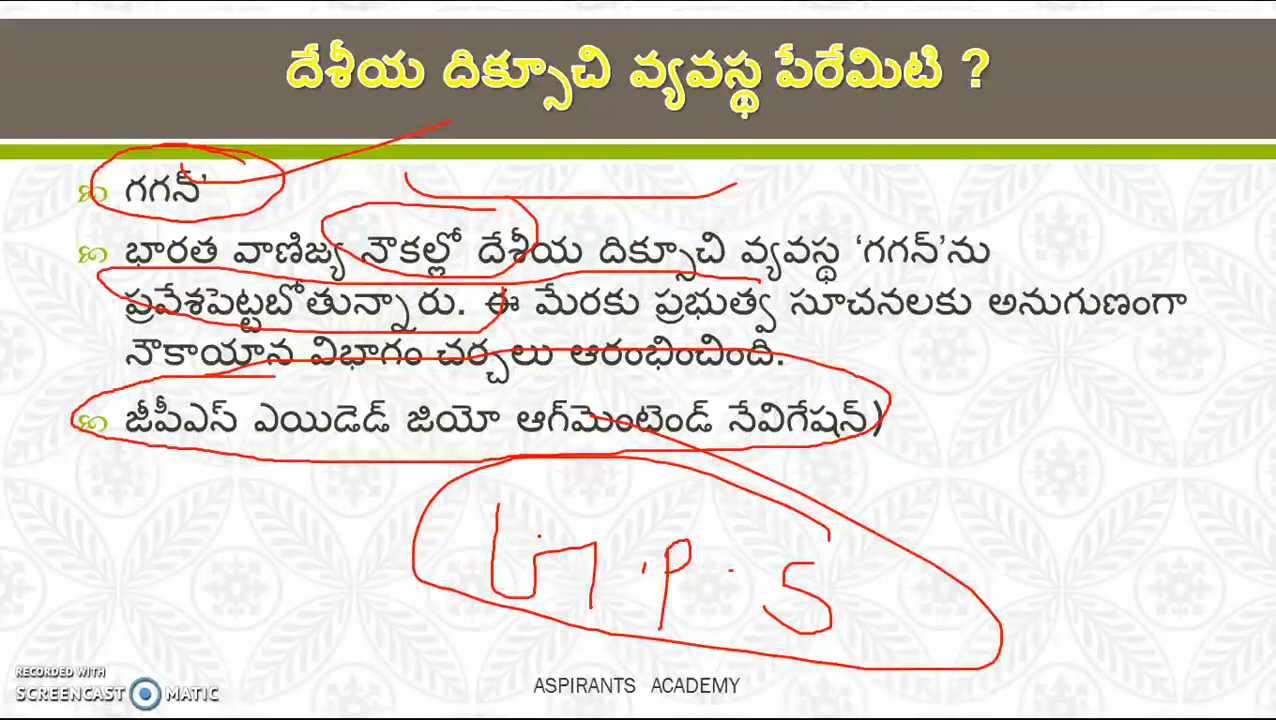 దేశీయ దిక్సూచి వ్యవస్థ పేరేమిటి ?
గగన్'
భారత వాణిజ్య నౌకల్లో దేశీయ దిక్సూచి వ్యవస్థ 'గగన్'ను
ప్రవేశపెట్టబోతున్నారు. ఈ మేరకు ప్రభుత్వ సూచనలకు అనుగుణంగా
నౌకాయాన విభాగం చర్చలు ఆరంభించింది.
జీపీఎస్ ఎయిడెడ్ జియో ఆగ్‌మెంటెండ్ నేవిగేషన్)
G.P.S
RECORDED WITH
SCREENCAST MATIC
ASPIRANTS ACADEMY